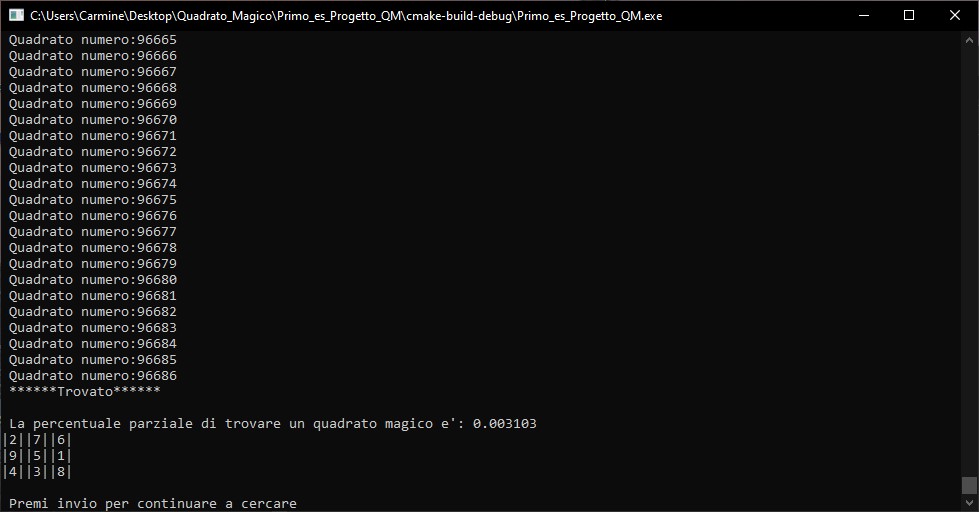 C:\Users\Carmine\Desktop\Quadrato_Magico\Primo_es_Progetto_QM\cmake-build-debug\Primo_es_Progetto_QM.exe
Quadrato numero:96665
Quadrato numero:96666
Quadrato numero:96667
Quadrato numero:96668
Quadrato numero:96669
Quadrato numero:96670
Quadrato numero:96671
Quadrato numero:96672
Quadrato numero:96673
Quadrato numero:96674
Quadrato numero:96675
Quadrato numero:96676
Quadrato numero:96677
Quadrato numero:96678
Quadrato numero:96679
Quadrato numero:96680
Quadrato numero:96681
Quadrato numero:96682
Quadrato numero:96683
Quadrato numero:96684
Quadrato numero:96685
Quadrato numero:96686
******Trovato******
La percentuale parziale di trovare un quadrato magico e': 0.003103
|2||7||6|
|9||5||1|
|4||3||8|
Premi invio per continuare a cercare